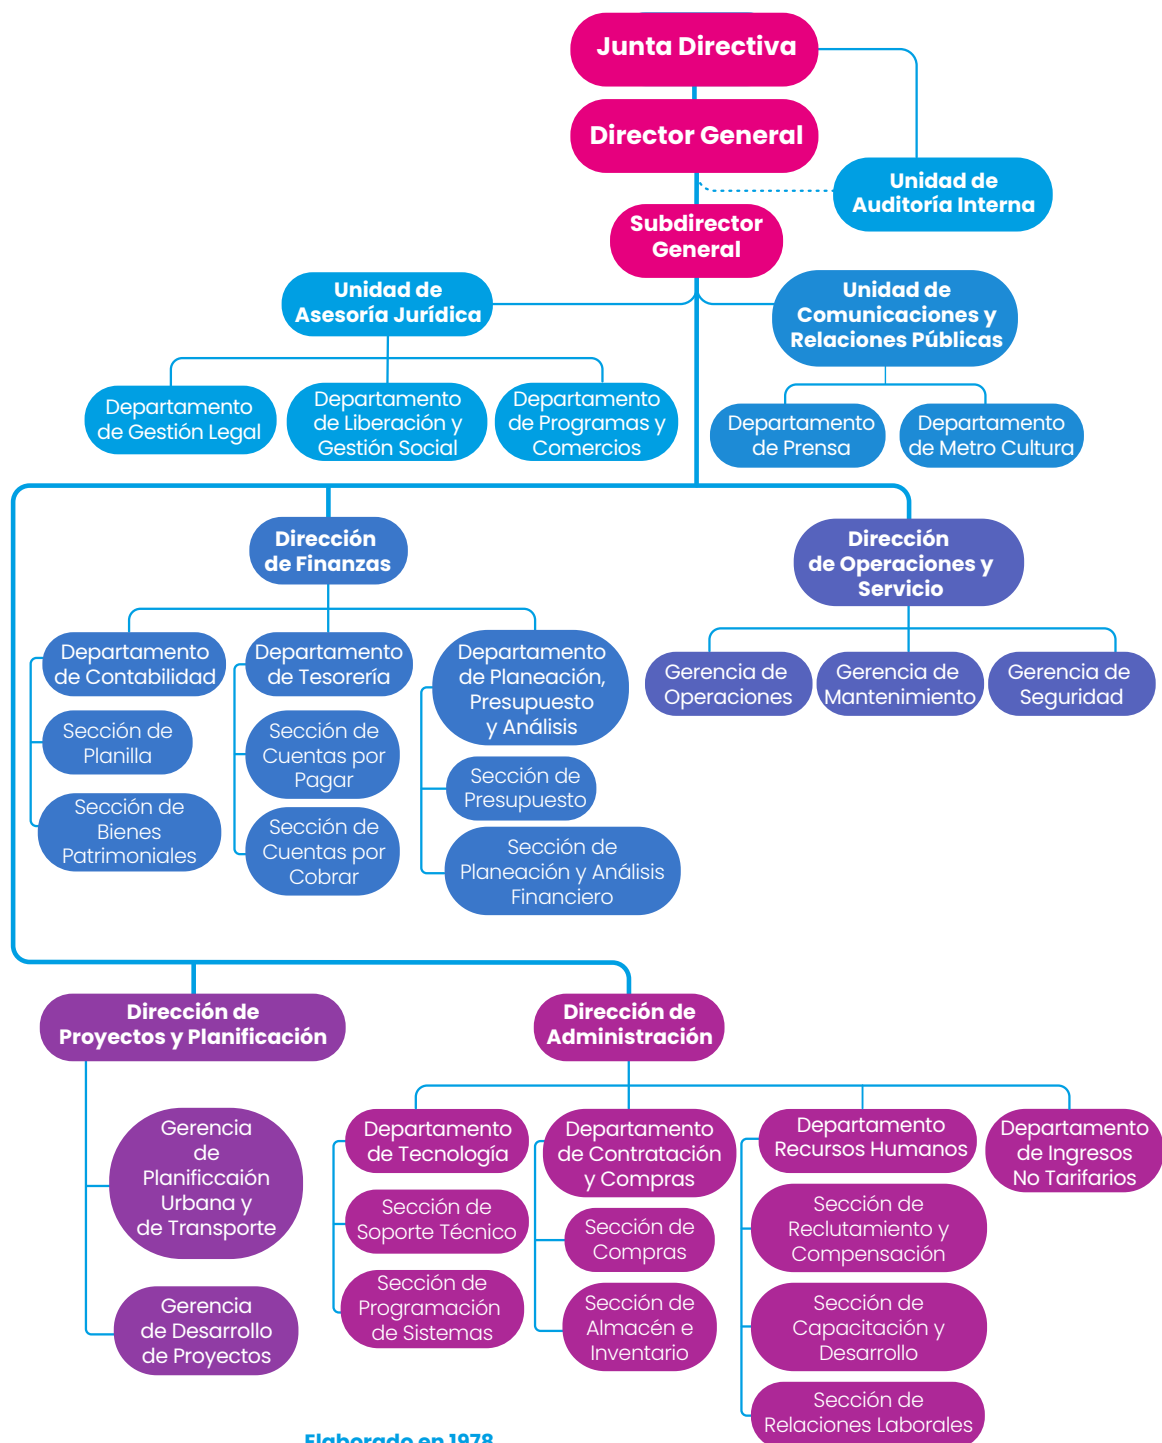 Junta Directiva
Director General
Unidad de
Auditoría Interna
Subdirector
General
Unidad de
Asesoría Jurídica
Unidad de
Comunicaciones y
Relaciones Públicas
Departamento
de Gestión Legal
Departamento
de Liberación y
Gestión Social
Departamento
de Programas y
Comercios
Departamento
de Prensa
Departamento
de Metro Cultura
Dirección
de Finanzas
Dirección
de Operaciones y
Servicio
Departamento
de Contabilidad
Sección de
Planilla
Sección de
Bienes
Patrimoniales
Departamento
de Tesorería
Sección de
Cuentas por
Pagar
Sección de
Cuentas por
Cobrar
Departamento
de Planeación,
Presupuesto
y Análisis
Sección de
Presupuesto
Sección de
Planeación y Análisis
Financiero
Gerencia de
Operaciones
Gerencia de
Mantenimiento
Gerencia de
Seguridad
Dirección de
Proyectos y Planificación
Dirección de
Administración
Gerencia
de
Planificcaión
Urbana y
de Transporte
Gerencia
de Desarrollo
de Proyectos
Departamento
de Tecnología
Sección de
Soporte Técnico
Sección de
Programación
de Sistemas
Departamento
de Contratación
y Compras
Sección de
Compras
Sección de
Almacén e
Inventario
Departamento
Recursos Humanos
Sección de
Reclutamiento y
Compensación
Sección de
Capacitación y
Desarrollo
Sección de
Relaciones Laborales
Departamento
de Ingresos
No Tarifarios
Elaborado en 1978